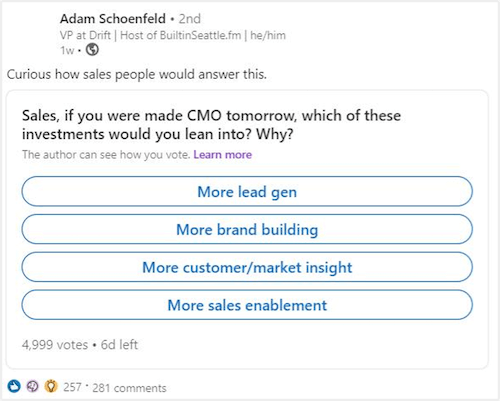 Adam Schoenfeld • 2nd
VP at Drift | Host of BuiltinSeattle.fm | he/him
1w •
Curious how sales people would answer this.
Sales, if you were made CMO tomorrow, which of these
investments would you lean into? Why?
The author can see how you vote. Learn more
More lead gen
More brand building
More customer/market insight
More sales enablement
4,999 votes • 6d left
257 · 281 comments